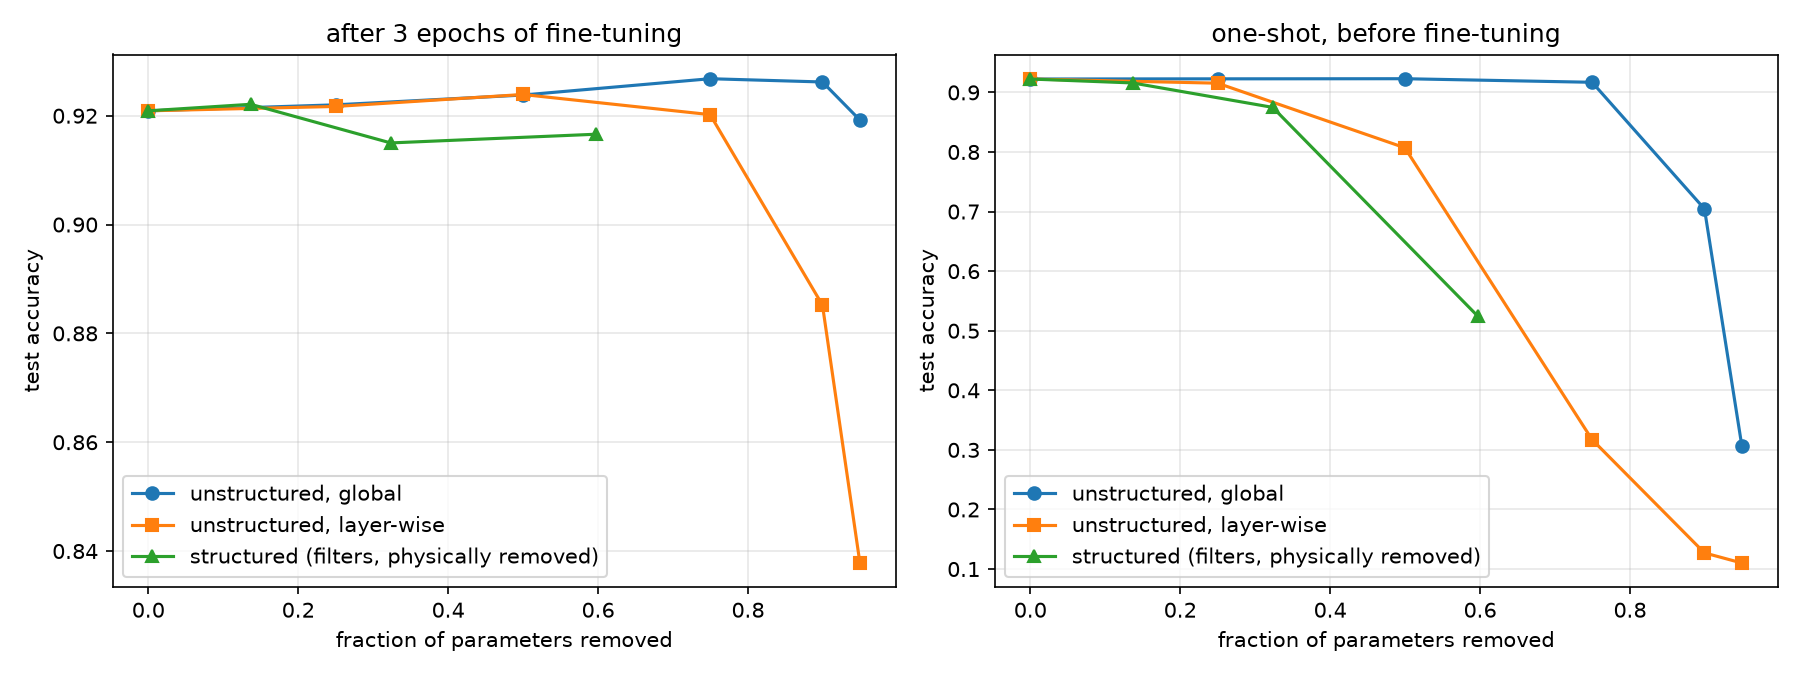 after 3 epochs of fine-tuning
test accuracy
0.92
0.90
0.88
0.86
0.84
unstructured, global
unstructured, layer-wise
structured (filters, physically removed)
0.0
0.2
0.4
0.6
0.8
fraction of parameters removed
one-shot, before fine-tuning
test accuracy
0.9
0.8
0.7
0.6
0.5
0.4
0.3
0.2
0.1
unstructured, global
unstructured, layer-wise
structured (filters, physically removed)
0.0
0.2
0.4
0.6
0.8
fraction of parameters removed